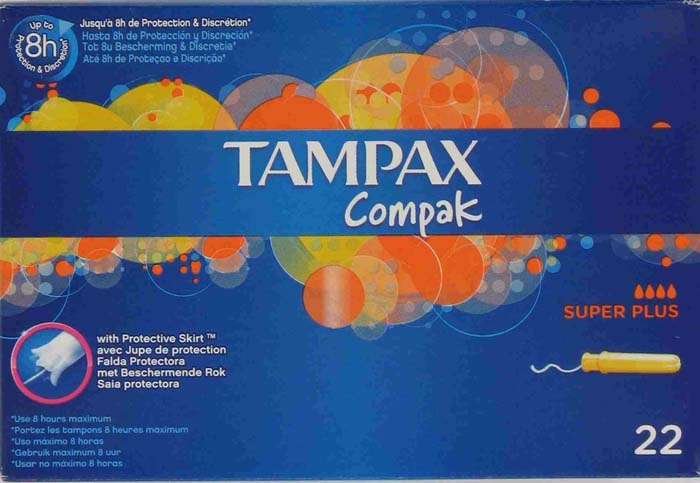 Up to
8h*
Protection & Discretion
Jusqu'à 8h de Protection & Discrétion*
Hasta 8h de Protección y Discreción*
Tot 8u Bescherming & Discretie*
Até 8h de Proteçao e Discrição*
TAMPAX
Compak
SUPER PLUS
with Protective Skirt ™
avec Jupe de protection
Falda Protectora
met Beschermende Rok
Saia protectora
*Use 8 hours maximum
*Portez les tampons 8 heures maximum
*Uso máximo 8 horas
*Gebruik maximum 8 uur
*Usar no máximo 8 horas
22